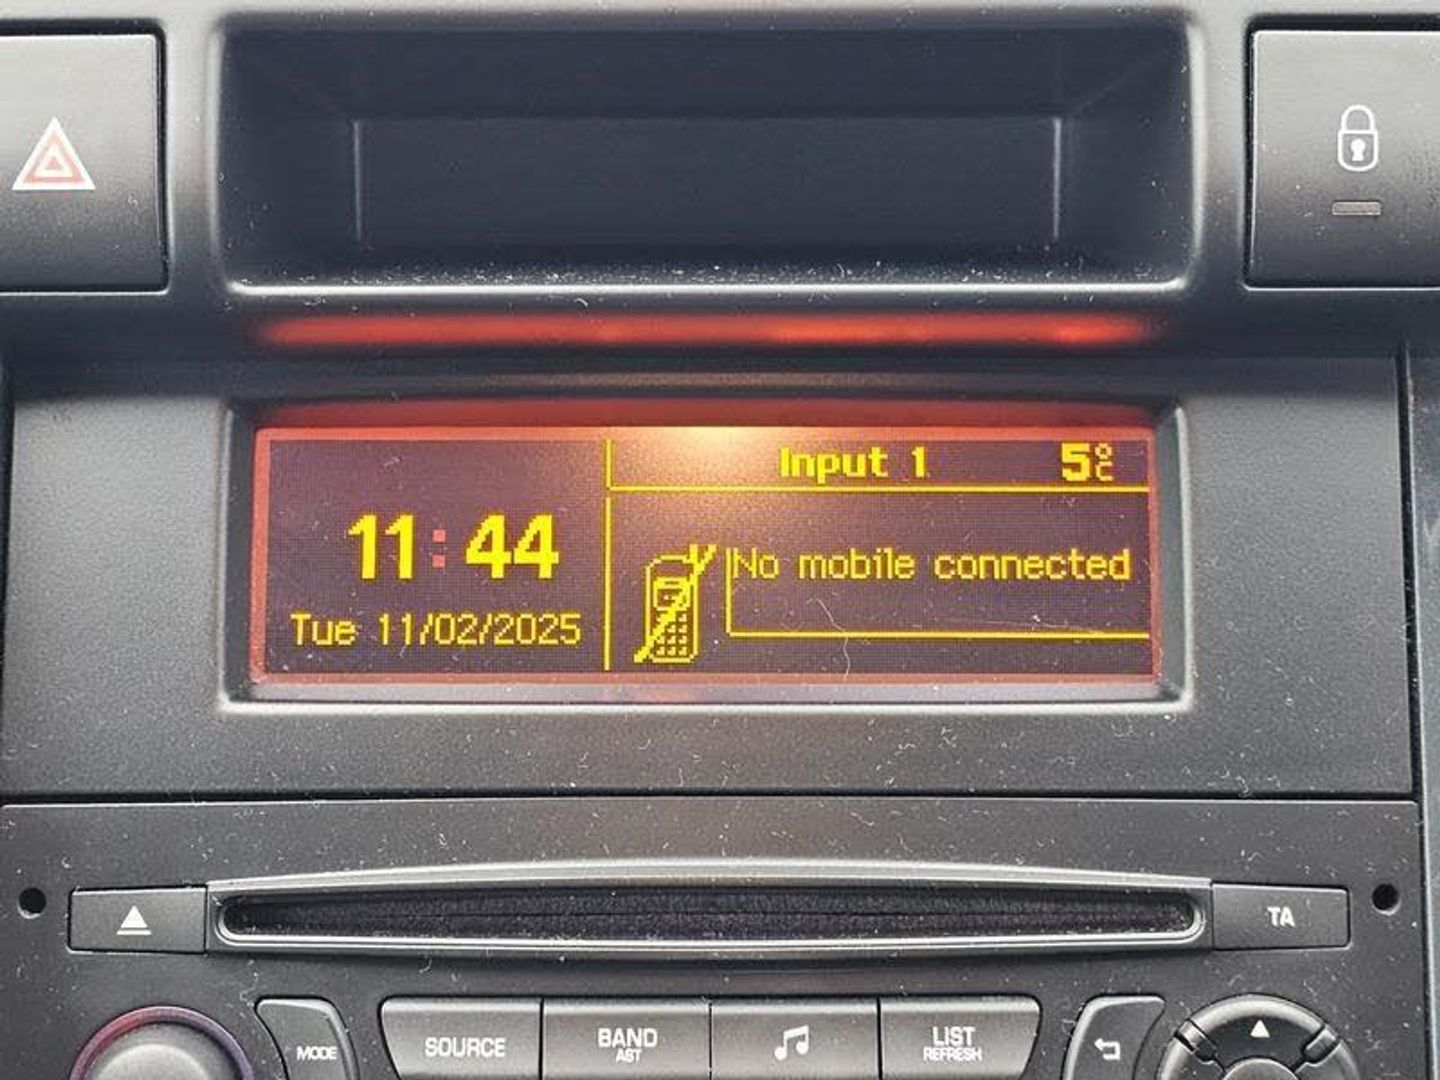 Input 1 5°C
11:44
No mobile connected
Tue 11/02/2025
TA
MODE
SOURCE
BAND
AST
LIST
REFRESH